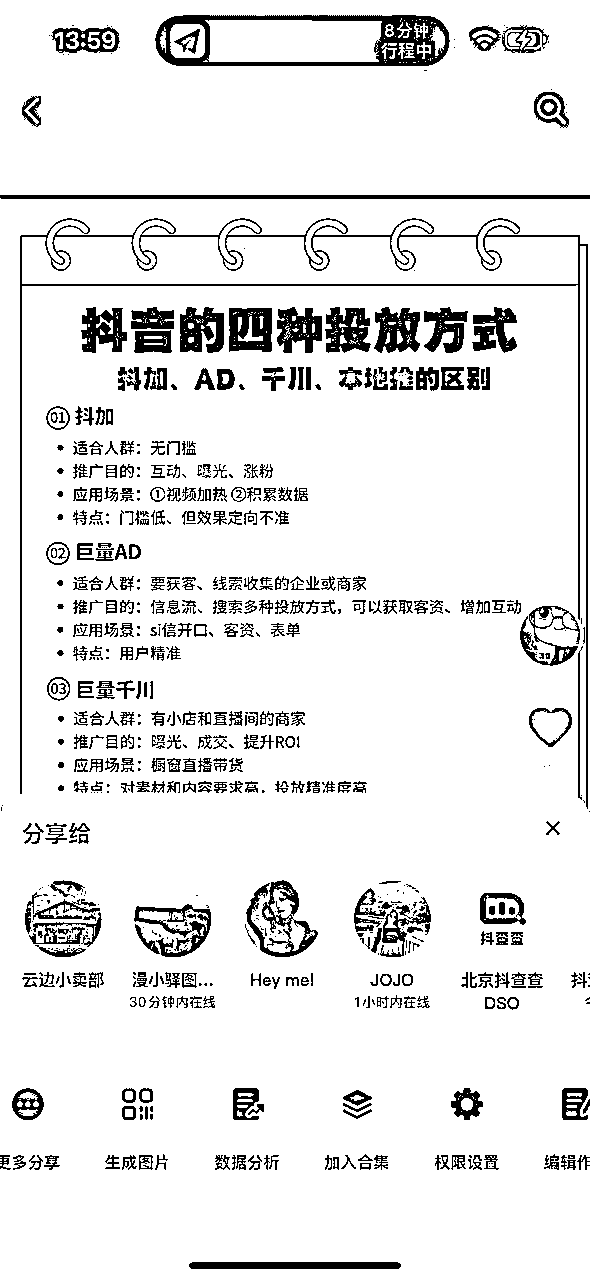 13:59
8分钟
行程中
抖音的四种投放方式
抖加、AD、千川、本地推的区别
01 抖加
• 适合人群：无门槛
• 推广目的：互动、曝光、涨粉
• 应用场景：①视频加热 ②积累数据
• 特点：门槛低、但效果定向不准
02 巨量AD
• 适合人群：要获客、线索收集的企业或商家
• 推广目的：信息流、搜索多种投放方式，可以获取客资、增加互动
• 应用场景：si信开口、客资、表单
• 特点：用户精准
03 巨量千川
• 适合人群：有小店和直播间的商家
• 推广目的：曝光、成交、提升ROI
• 应用场景：橱窗直播带货
• 特点：对素材和内容要求高，投放精准度高
分享给
抖查查
云边小卖部 漫小驿图... Hey me! JOJO 北京抖查查
30分钟内在线 1小时内在线 DSO
更多分享 生成图片 数据分析 加入合集 权限设置 编辑作